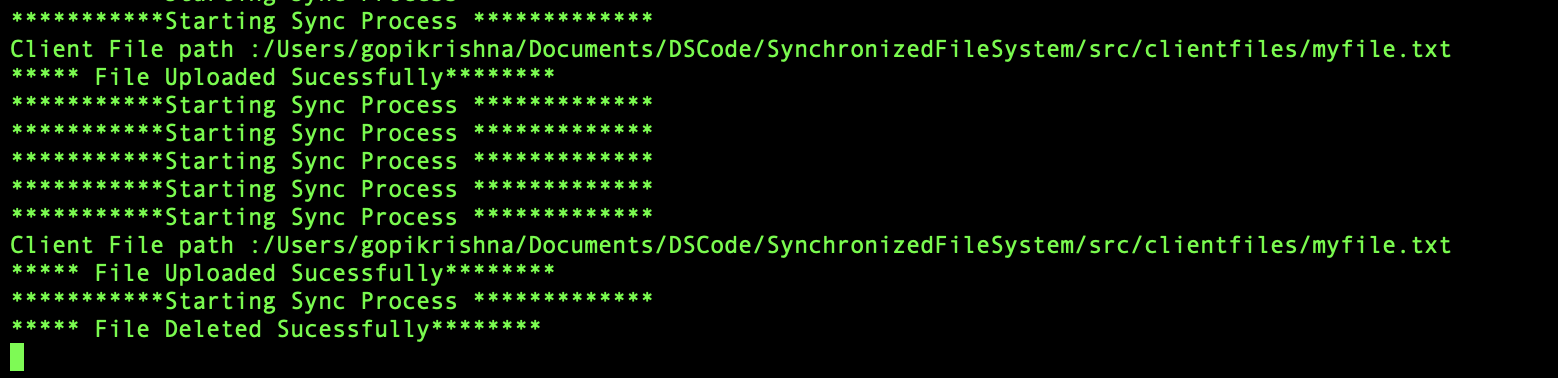 ***********Starting Sync Process *************
Client File path :/Users/gopikrishna/Documents/DSCode/SynchronizedFileSystem/src/clientfiles/myfile.txt
***** File Uploaded Sucessfully********
***********Starting Sync Process *************
***********Starting Sync Process *************
***********Starting Sync Process *************
***********Starting Sync Process *************
***********Starting Sync Process *************
Client File path :/Users/gopikrishna/Documents/DSCode/SynchronizedFileSystem/src/clientfiles/myfile.txt
***** File Uploaded Sucessfully********
***********Starting Sync Process *************
***** File Deleted Sucessfully********